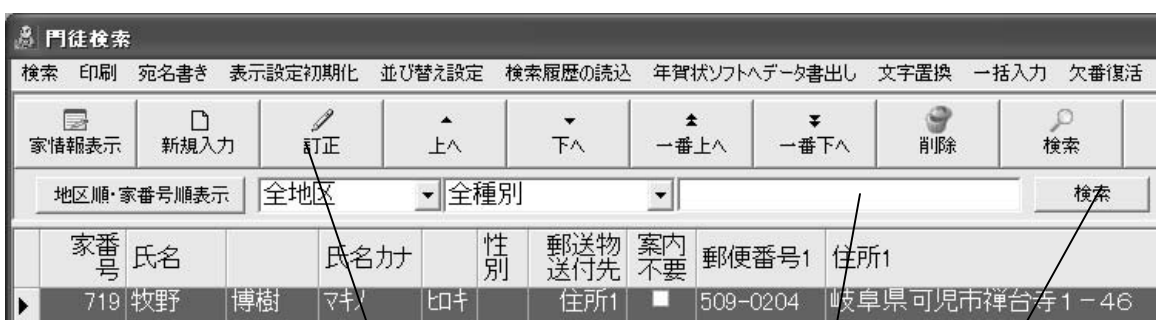 門徒検索
検索 印刷 宛名書き 表示設定初期化 並び替え設定 検索履歴の読込 年賀状ソフトへデータ書出し 文字置換 一括入力 欠番復活
家情報表示 新規入力 訂正 上へ 下へ 一番上へ 一番下へ 削除 検索
地区順・家番号順表示 全地区 全種別 検索
家番号 氏名 氏名カナ 性別 郵送物送付先 案内不要 郵便番号1 住所1
719 牧野 博樹 マキノ ヒロキ 住所1 509-0204 岐阜県可児市禅台寺1-46